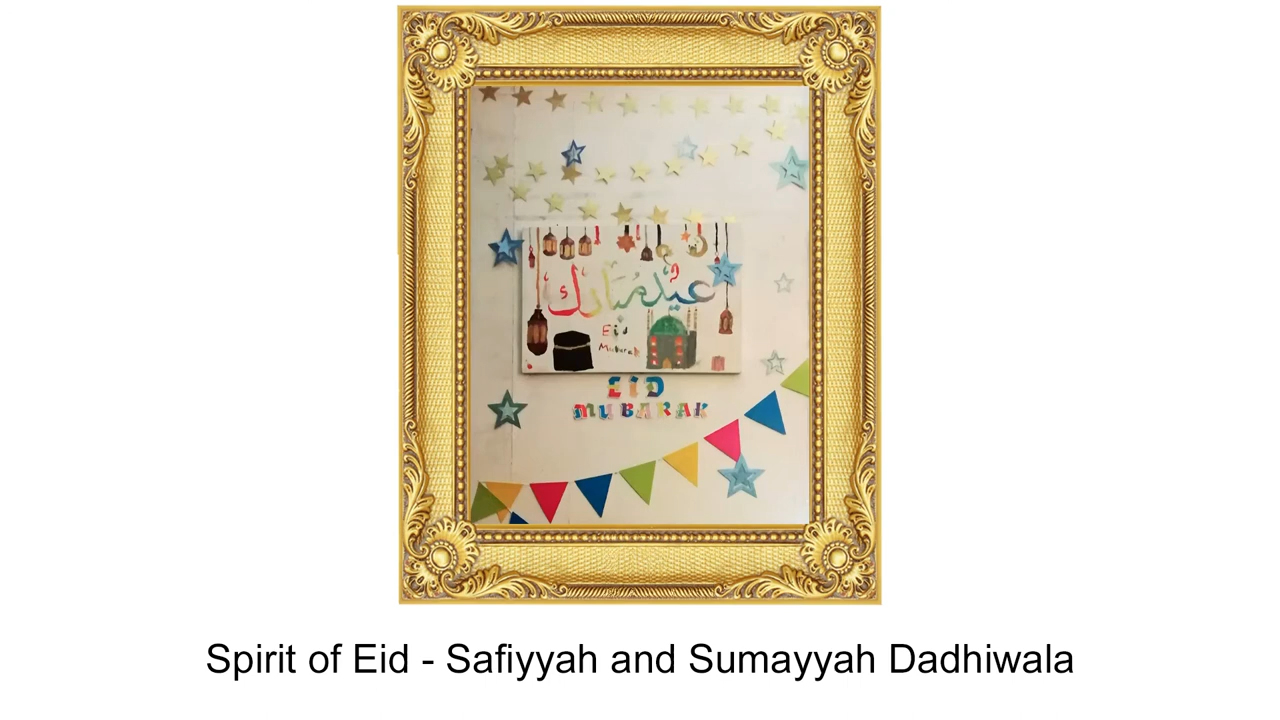 عيد مبارك
Eid
Mubarak
EID
MUBARAK
Spirit of Eid - Safiyyah and Sumayyah Dadhiwala